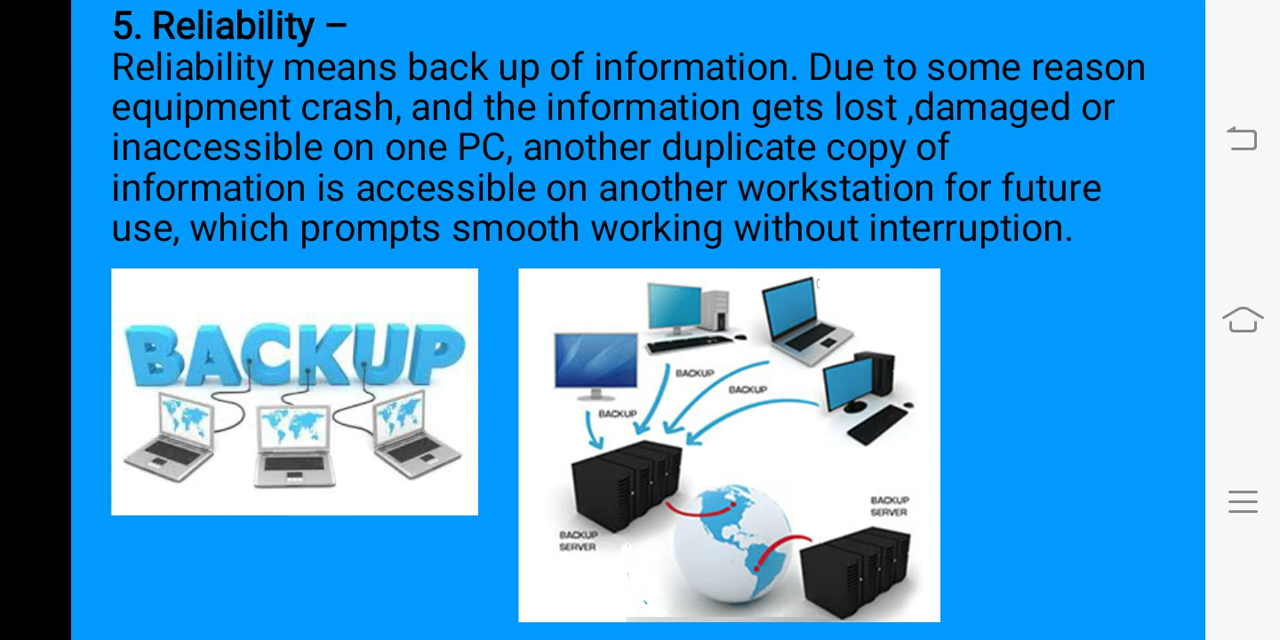 5. Reliability –
Reliability means back up of information. Due to some reason
equipment crash, and the information gets lost ,damaged or
inaccessible on one PC, another duplicate copy of
information is accessible on another workstation for future
use, which prompts smooth working without interruption.
BACKUP
BACKUP
BACKUP
BACKUP
BACKUP
SERVER
BACKUP
SERVER